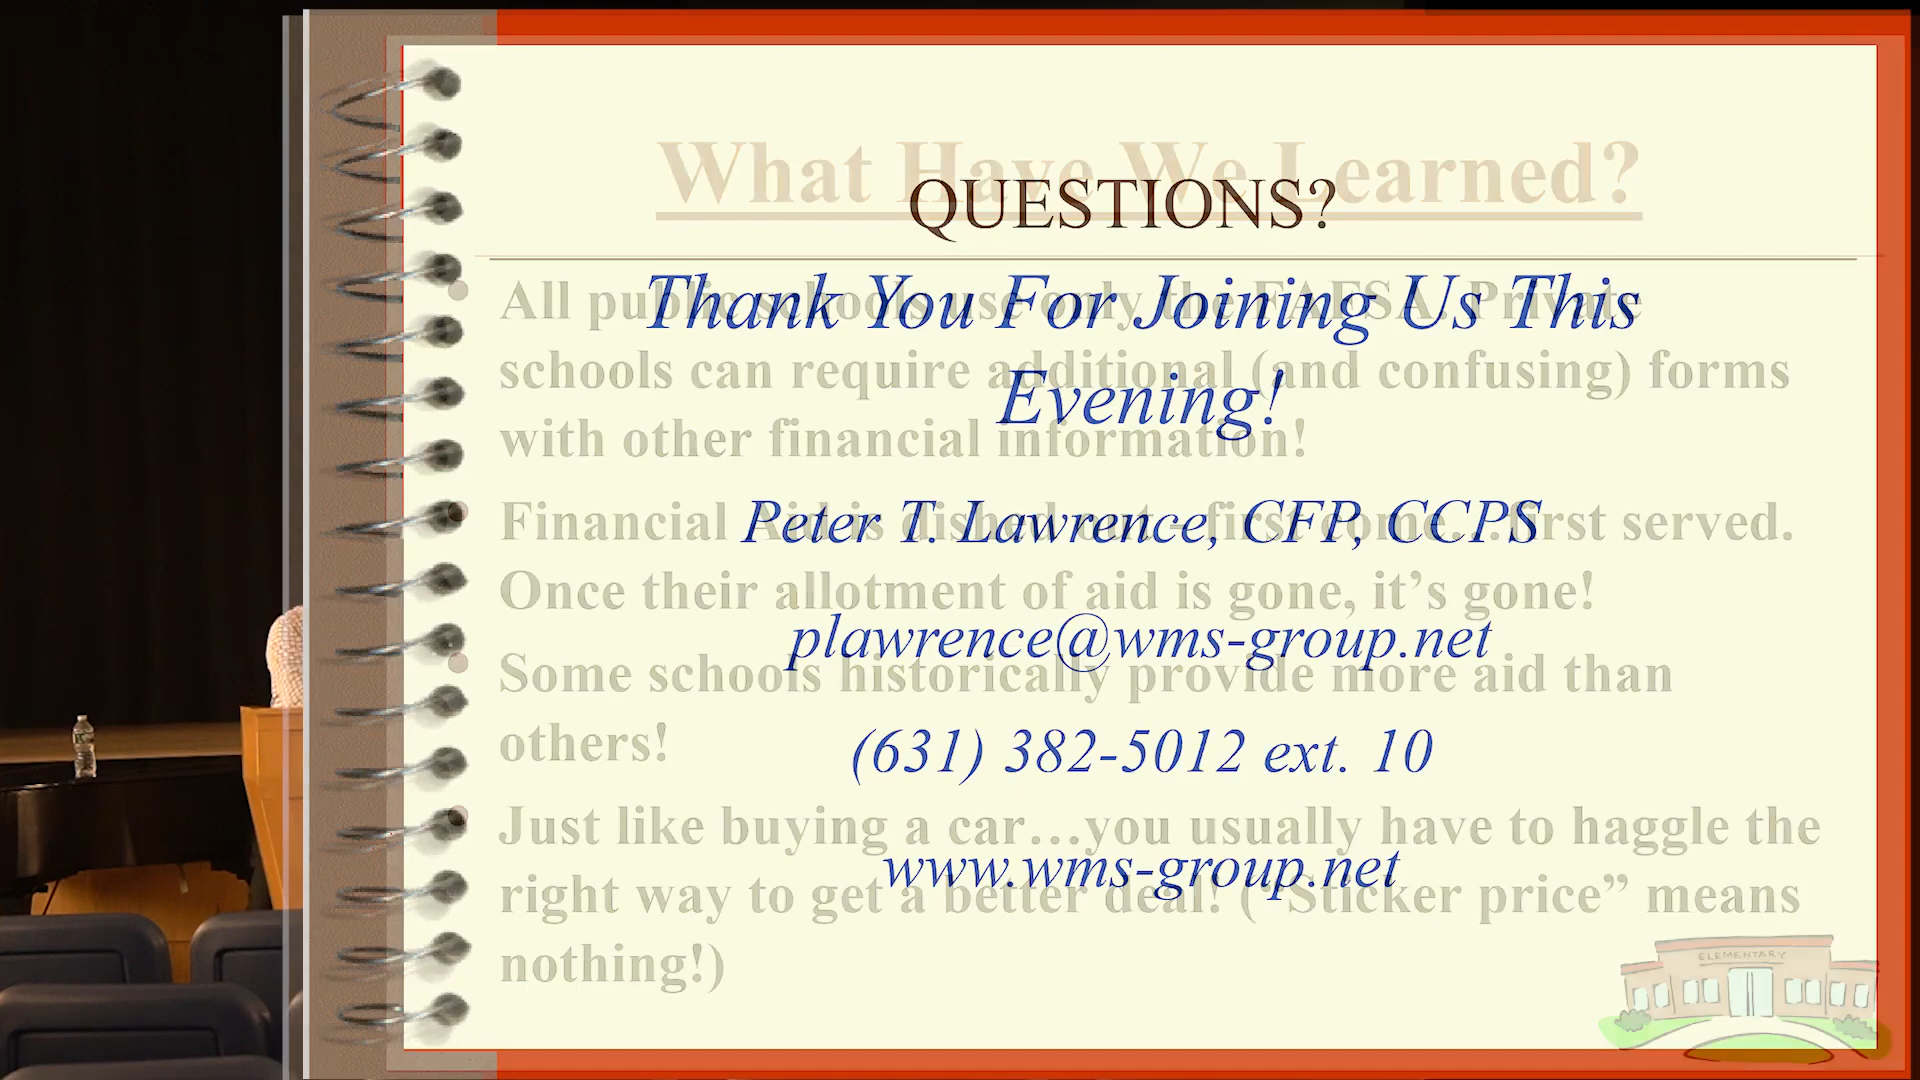 What Have We Learned?
QUESTIONS?
Thank You For Joining Us This
Evening!
Peter T. Lawrence, CFP, CCPS
plawrence@wms-group.net
(631) 382-5012 ext. 10
www.wms-group.net
• All public schools use only the FAFSA. Private
schools can require additional (and confusing) forms
with other financial information!
• Financial Aid is dished out – first come…first served.
Once their allotment of aid is gone, it’s gone!
• Some schools historically provide more aid than
others!
• Just like buying a car…you usually have to haggle the
right way to get a better deal! (“Sticker price” means
nothing!)
ELEMENTARY